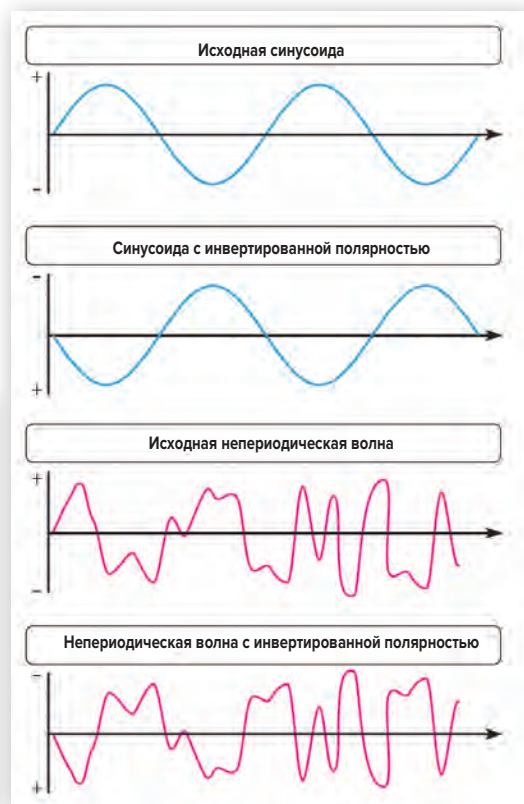 Исходная синусоида
+
-
Синусоида с инвертированной полярностью
-
+
Исходная непериодическая волна
+
-
Непериодическая волна с инвертированной полярностью
-
+